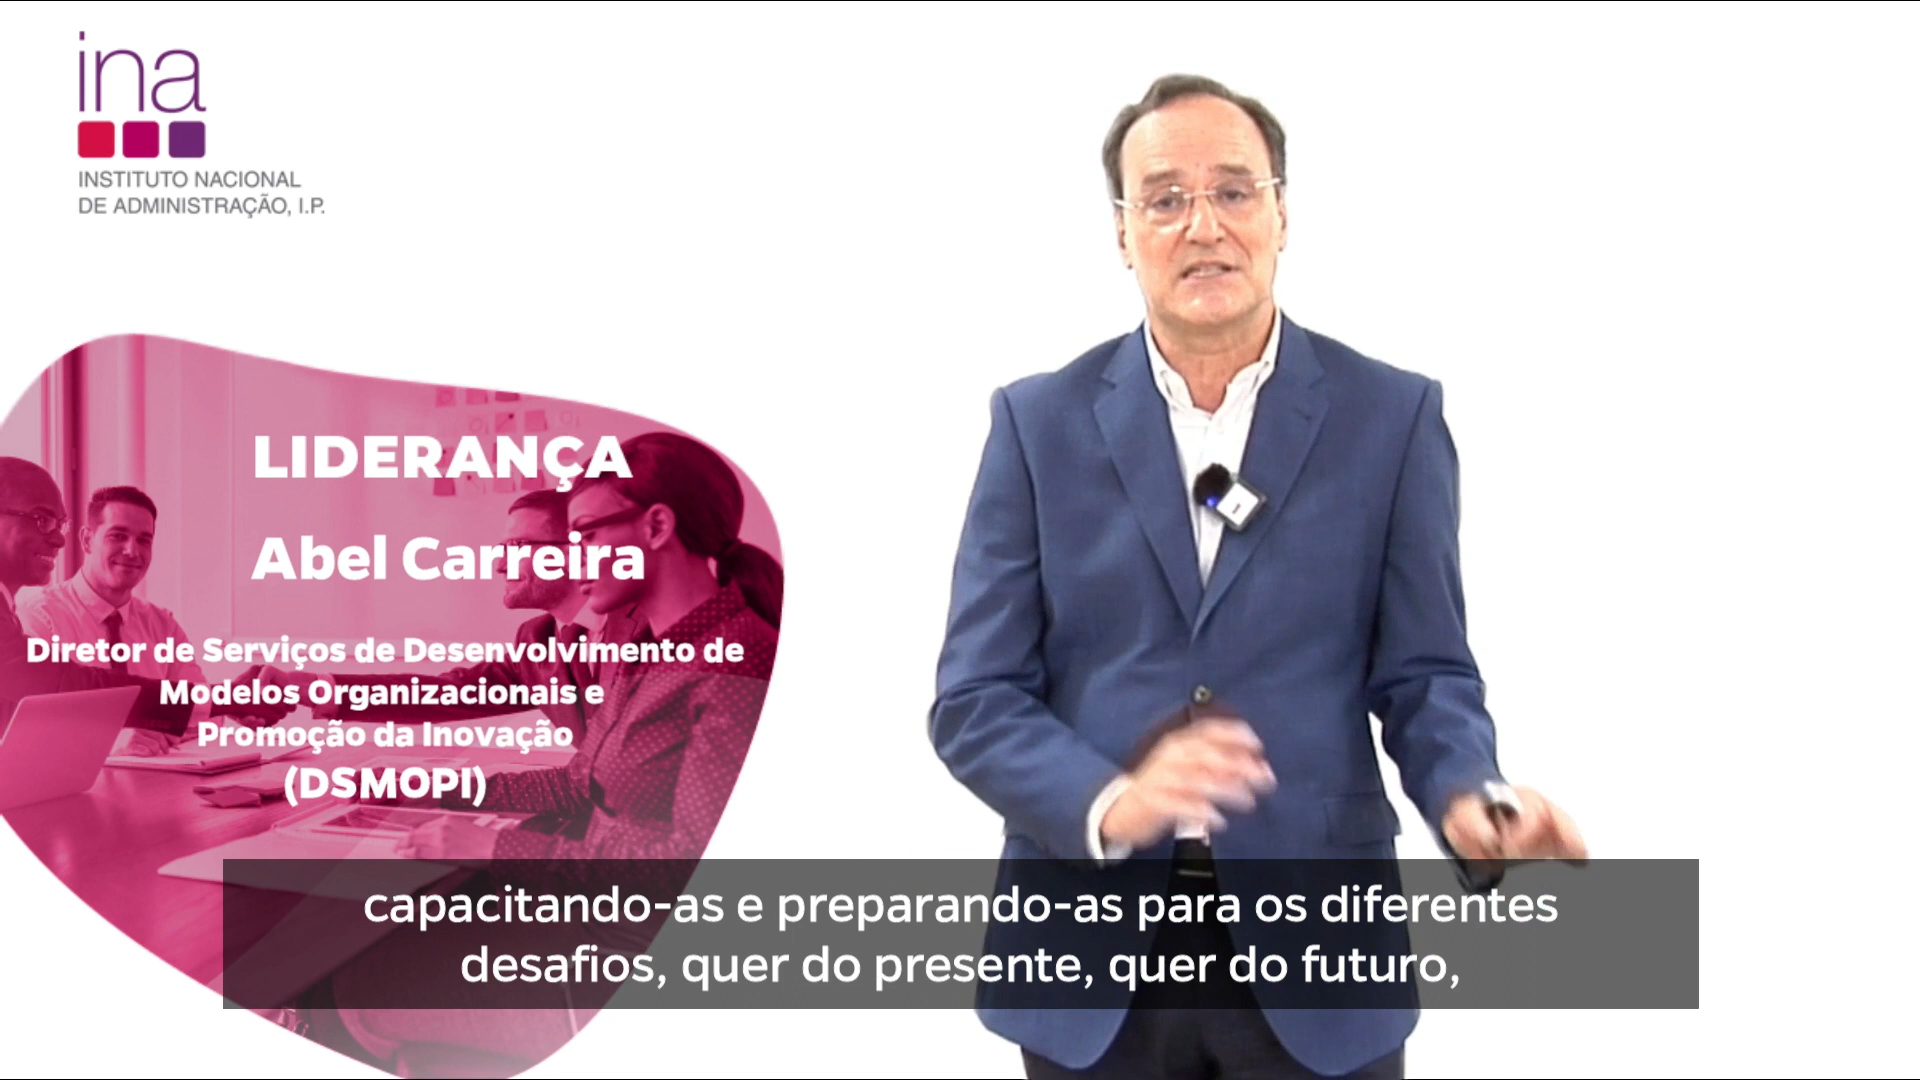 ina
INSTITUTO NACIONAL
DE ADMINISTRAÇÃO, I.P.
LIDERANÇA
Abel Carreira
Diretor de Serviços de Desenvolvimento de
Modelos Organizacionais e
Promoção da Inovação
(DSMOPI)
capacitando-as e preparando-as para os diferentes
desafios, quer do presente, quer do futuro,